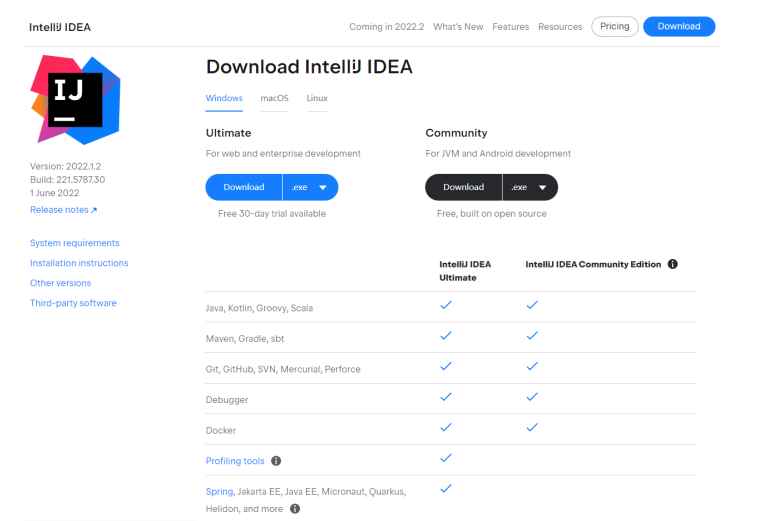 IntelliJ IDEA
Coming in 2022.2 What's New Features Resources Pricing Download
IJ
Download IntelliJ IDEA
Windows macOS Linux
Ultimate
For web and enterprise development
Download .exe
Free 30-day trial available
Community
For JVM and Android development
Download .exe
Free, built on open source
Version: 2022.1.2
Build: 221.5787.30
1 June 2022
Release notes ↗
System requirements
Installation instructions
Other versions
Third-party software
IntelliJ IDEA
Ultimate
IntelliJ IDEA Community Edition
Java, Kotlin, Groovy, Scala
Maven, Gradle, sbt
Git, GitHub, SVN, Mercurial, Perforce
Debugger
Docker
Profiling tools
Spring, Jakarta EE, Java EE, Micronaut, Quarkus,
Helidon, and more